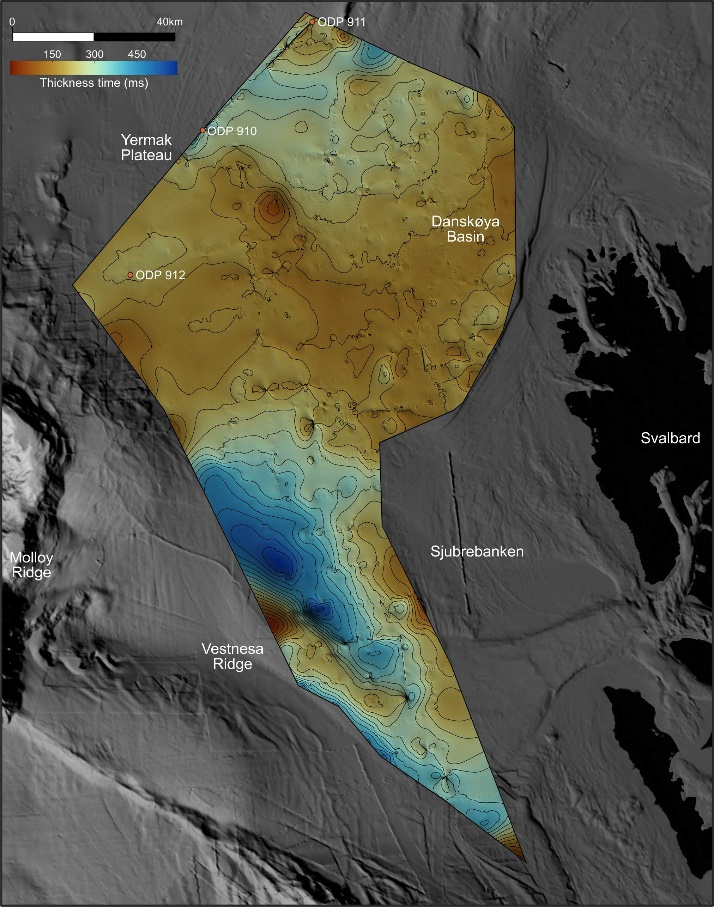 0 40km
150 300 450
Thickness time (ms)
ODP 911
ODP 910
Yermak
Plateau
Danskøya
Basin
ODP 912
Svalbard
Sjubrebanken
Molloy
Ridge
Vestnesa
Ridge